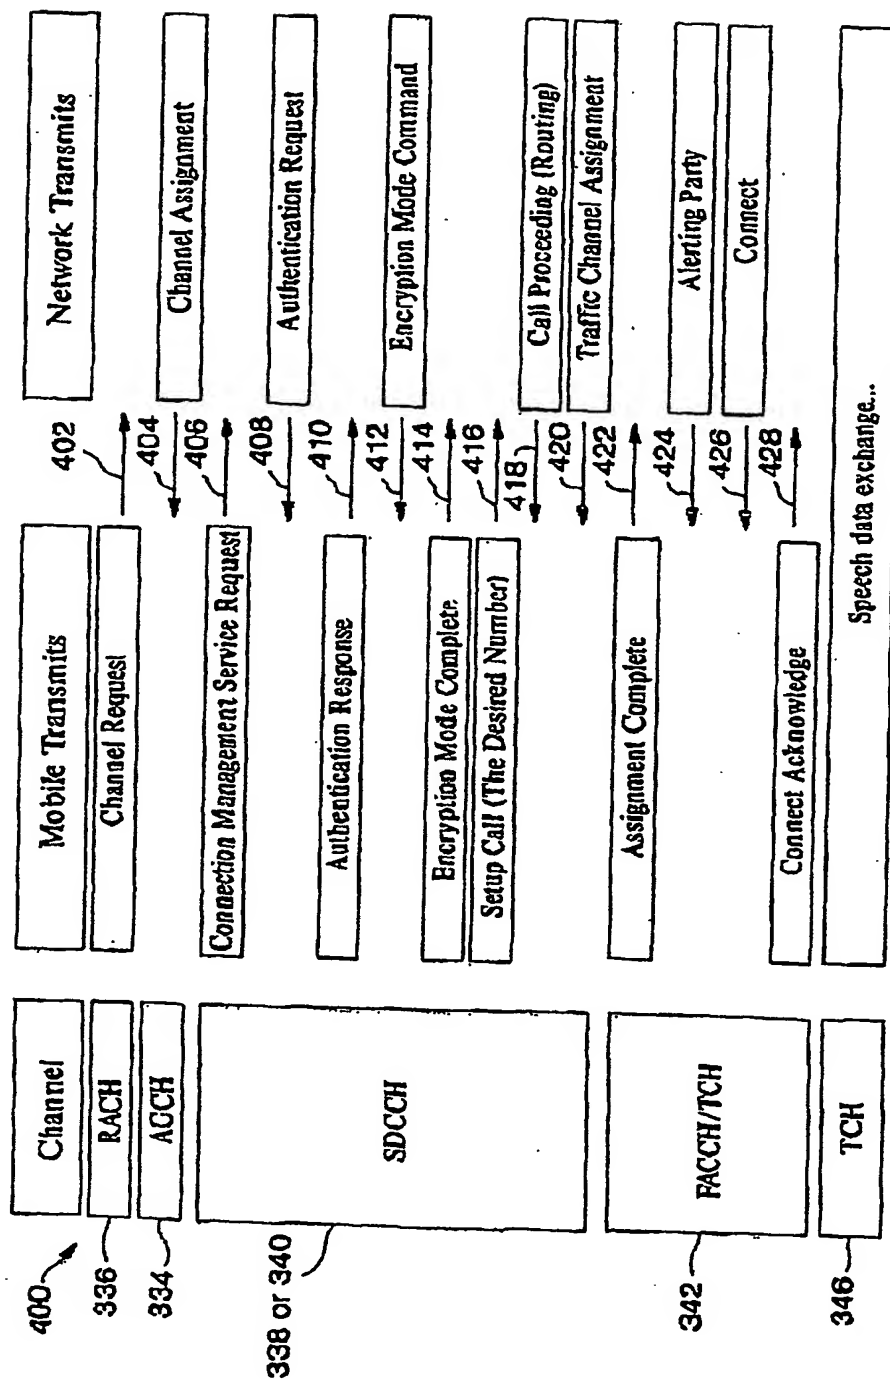 400
Channel
Mobile Transmits
Network Transmits
336
RACH
Channel Request
402
334
AGCH
404
Channel Assignment
338 or 340
SDCCH
Connection Management Service Request
406
408
Authentication Request
Authentication Response
410
412
Encryption Mode Command
Encryption Mode Complete
414
Setup Call (The Desired Number)
416
418
Call Proceeding (Routing)
420
Traffic Channel Assignment
342
FACCH/TCH
Assignment Complete
422
424
Alerting Party
426
Connect
Connect Acknowledge
428
346
TCH
Speech data exchange...